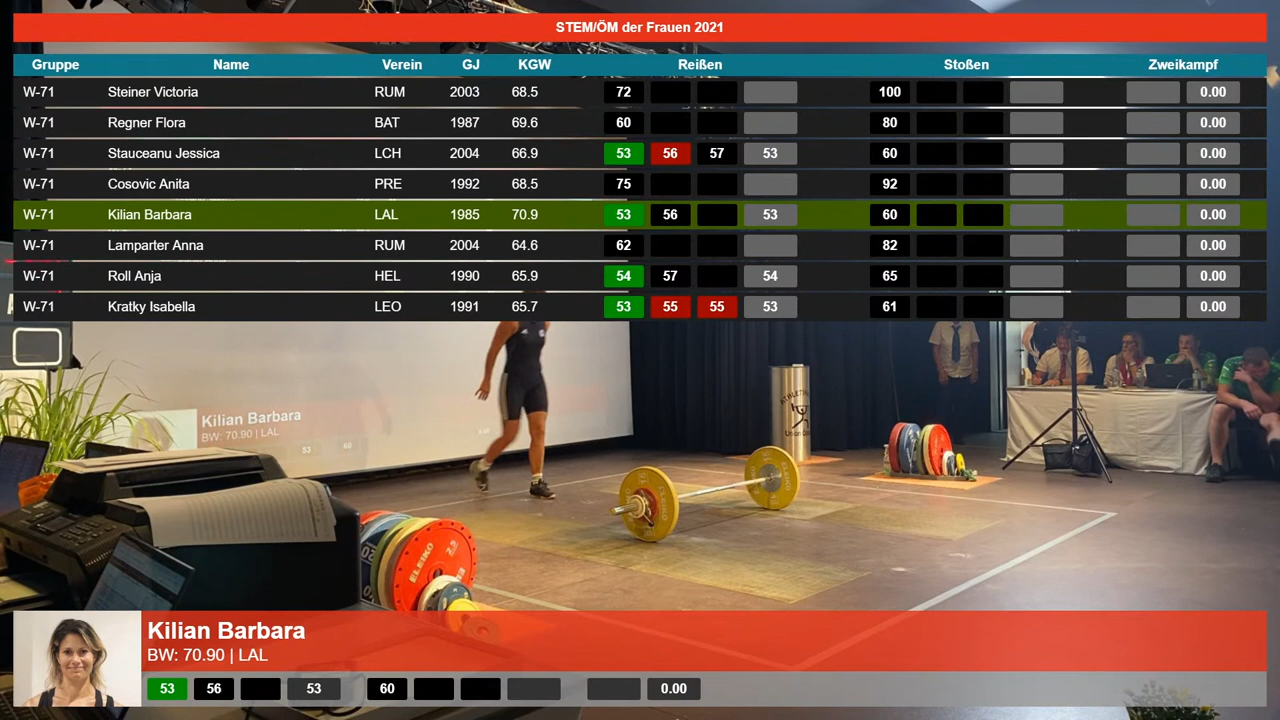 STEM/ÖM der Frauen 2021
Gruppe Name Verein GJ KGW Reißen Stoßen Zweikampf
W-71 Steiner Victoria RUM 2003 68.5 72 100 0.00
W-71 Regner Flora BAT 1987 69.6 60 80 0.00
W-71 Stauceanu Jessica LCH 2004 66.9 53 56 57 53 60 0.00
W-71 Cosovic Anita PRE 1992 68.5 75 92 0.00
W-71 Kilian Barbara LAL 1985 70.9 53 56 53 60 0.00
W-71 Lamparter Anna RUM 2004 64.6 62 82 0.00
W-71 Roll Anja HEL 1990 65.9 54 57 54 65 0.00
W-71 Kratky Isabella LEO 1991 65.7 53 55 55 53 61 0.00
Kilian Barbara
BW: 70.90 | LAL
53 60
ELEIKO
ELEIKO
Kilian Barbara
BW: 70.90 | LAL
53 56 53 60 0.00